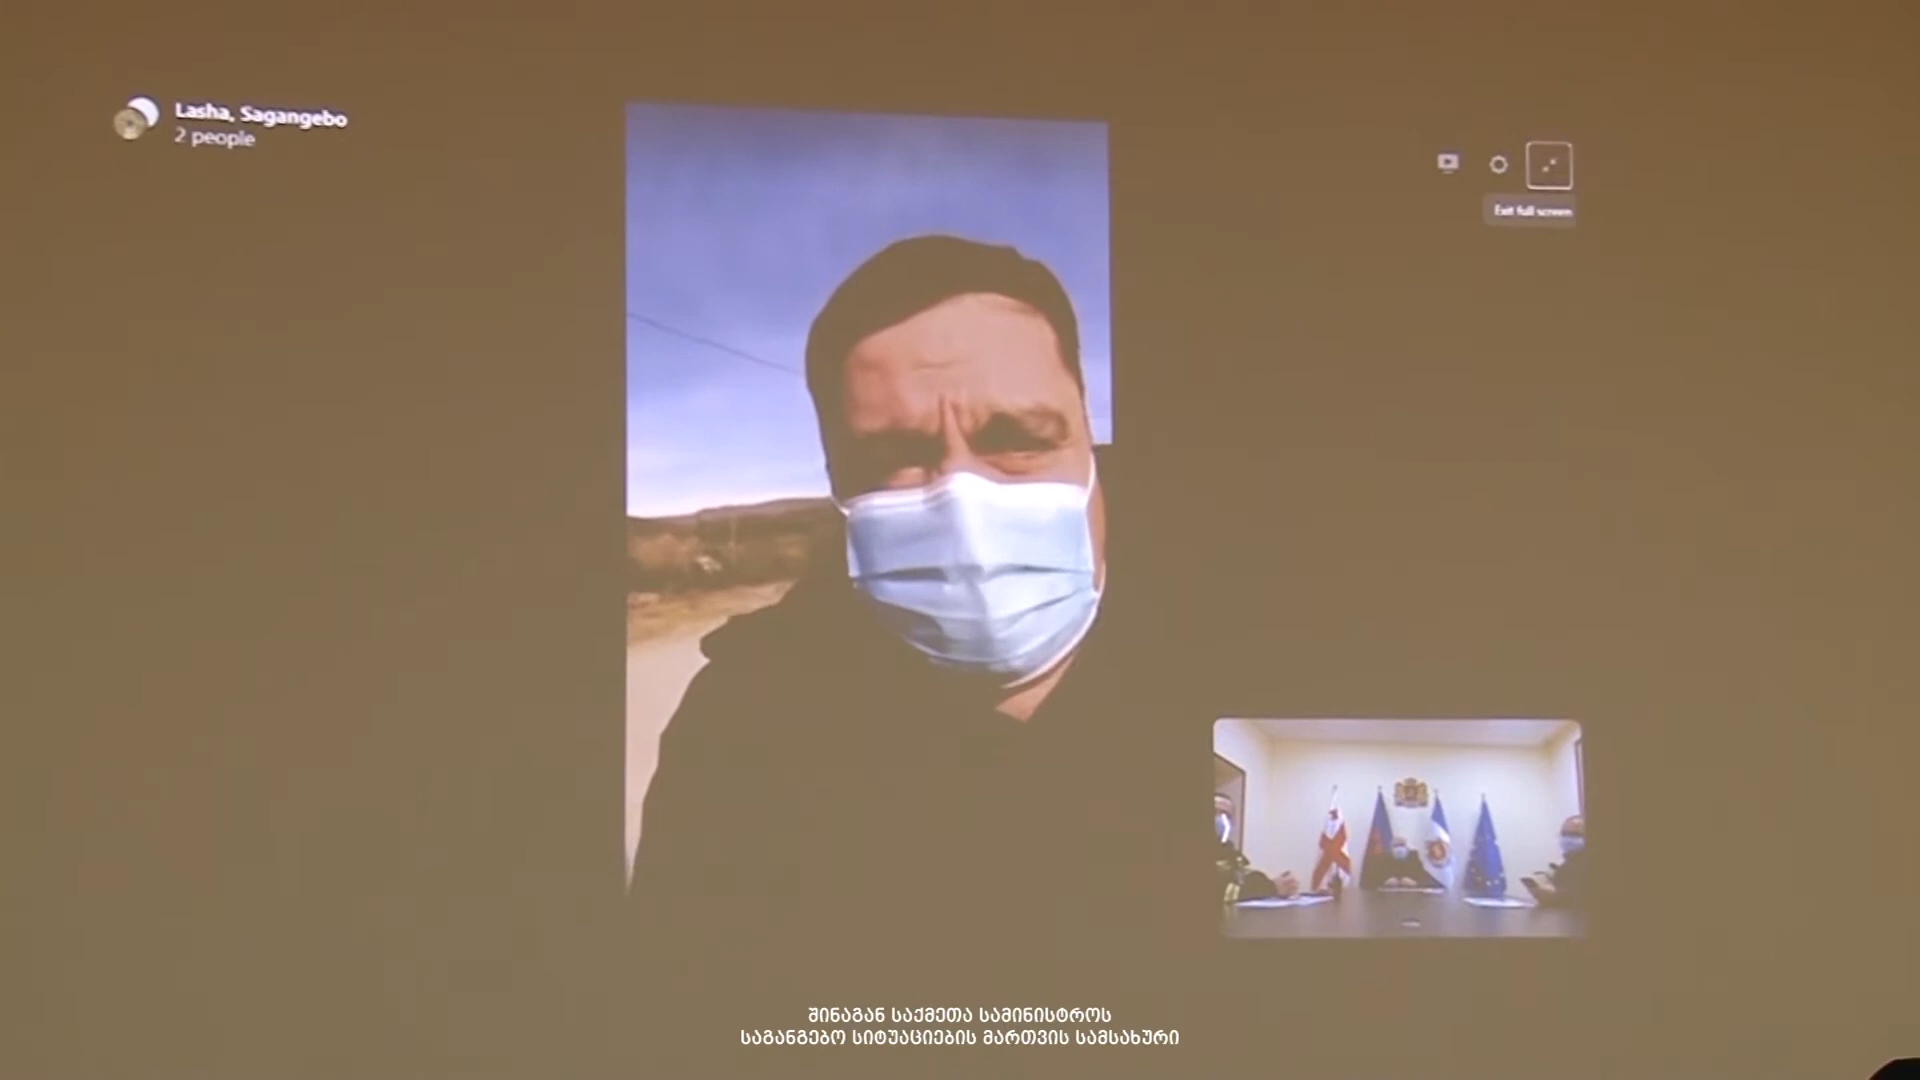 Lasha, Sagangebo
2 people
Exit full screen
შინაგან საქმეთა სამინისტროს
საგანგებო სიტუაციების მართვის სამსახური